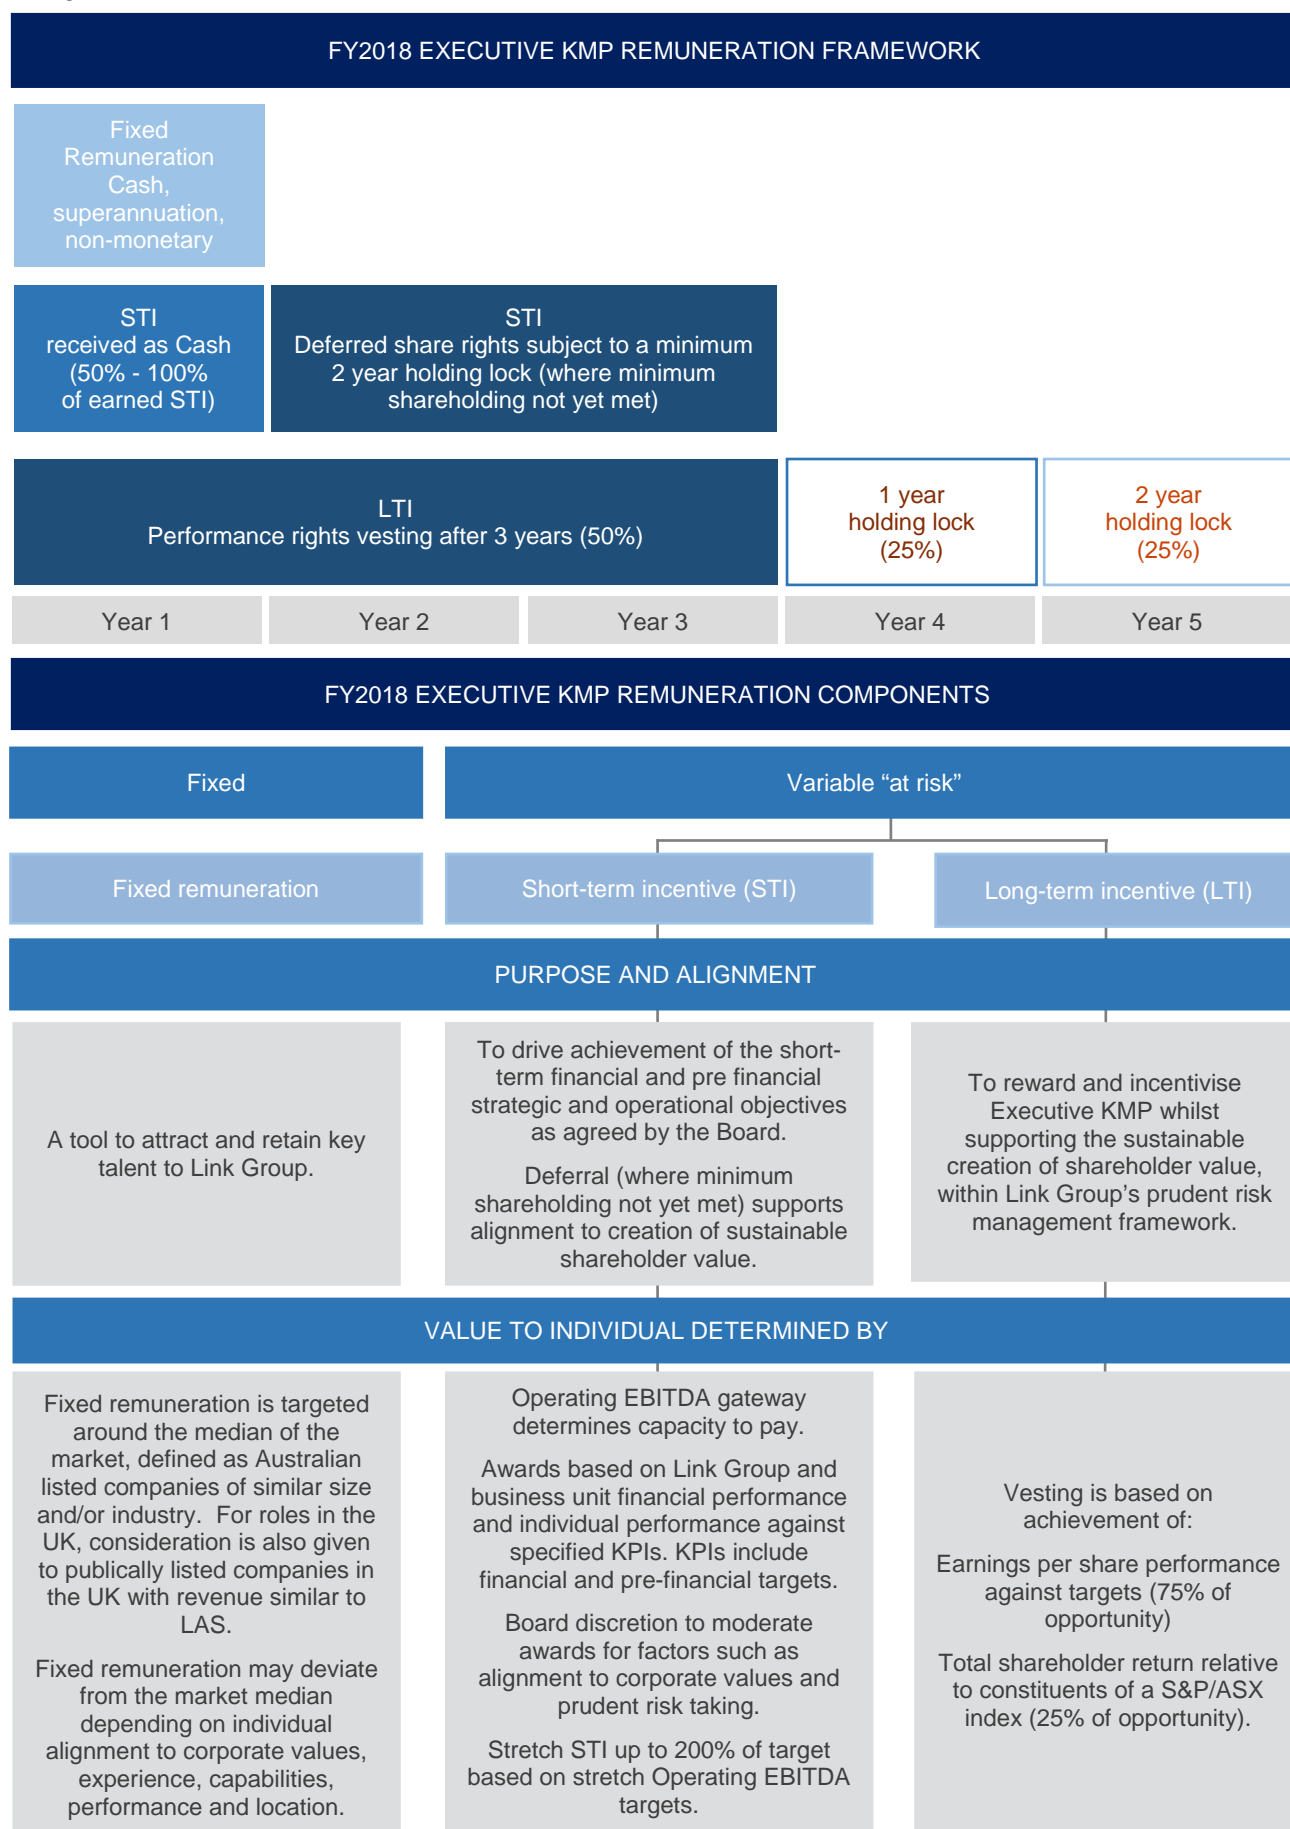 FY2018 EXECUTIVE KMP REMUNERATION FRAMEWORK
Fixed
Remuneration
Cash,
superannuation,
non-monetary
STI
received as Cash
(50% - 100%
of earned STI)
STI
Deferred share rights subject to a minimum
2 year holding lock (where minimum
shareholding not yet met)
LTI
Performance rights vesting after 3 years (50%)
1 year
holding lock
(25%)
2 year
holding lock
(25%)
Year 1
Year 2
Year 3
Year 4
Year 5
FY2018 EXECUTIVE KMP REMUNERATION COMPONENTS
Fixed
Variable “at risk”
Fixed remuneration
Short-term incentive (STI)
Long-term incentive (LTI)
PURPOSE AND ALIGNMENT
A tool to attract and retain key
talent to Link Group.
To drive achievement of the short-
term financial and pre financial
strategic and operational objectives
as agreed by the Board.
Deferral (where minimum
shareholding not yet met) supports
alignment to creation of sustainable
shareholder value.
To reward and incentivise
Executive KMP whilst
supporting the sustainable
creation of shareholder value,
within Link Group’s prudent risk
management framework.
VALUE TO INDIVIDUAL DETERMINED BY
Fixed remuneration is targeted
around the median of the
market, defined as Australian
listed companies of similar size
and/or industry.  For roles in the
UK, consideration is also given
to publically listed companies in
the UK with revenue similar to
LAS.
Fixed remuneration may deviate
from the market median
depending on individual
alignment to corporate values,
experience, capabilities,
performance and location.
Operating EBITDA gateway
determines capacity to pay.
Awards based on Link Group and
business unit financial performance
and individual performance against
specified KPIs. KPIs include
financial and pre-financial targets.
Board discretion to moderate
awards for factors such as
alignment to corporate values and
prudent risk taking.
Stretch STI up to 200% of target
based on stretch Operating EBITDA
targets.
Vesting is based on
achievement of:
Earnings per share performance
against targets (75% of
opportunity)
Total shareholder return relative
to constituents of a S&P/ASX
index (25% of opportunity).